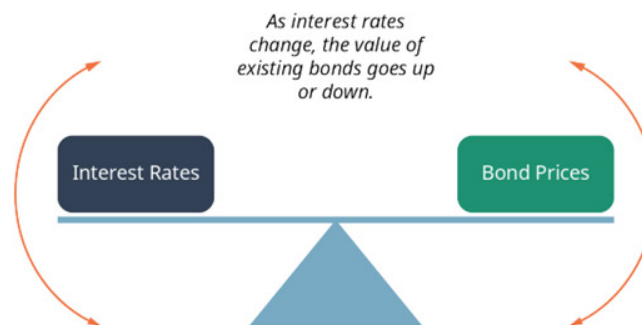 As interest rates
change, the value of
existing bonds goes up
or down.
Interest Rates
Bond Prices